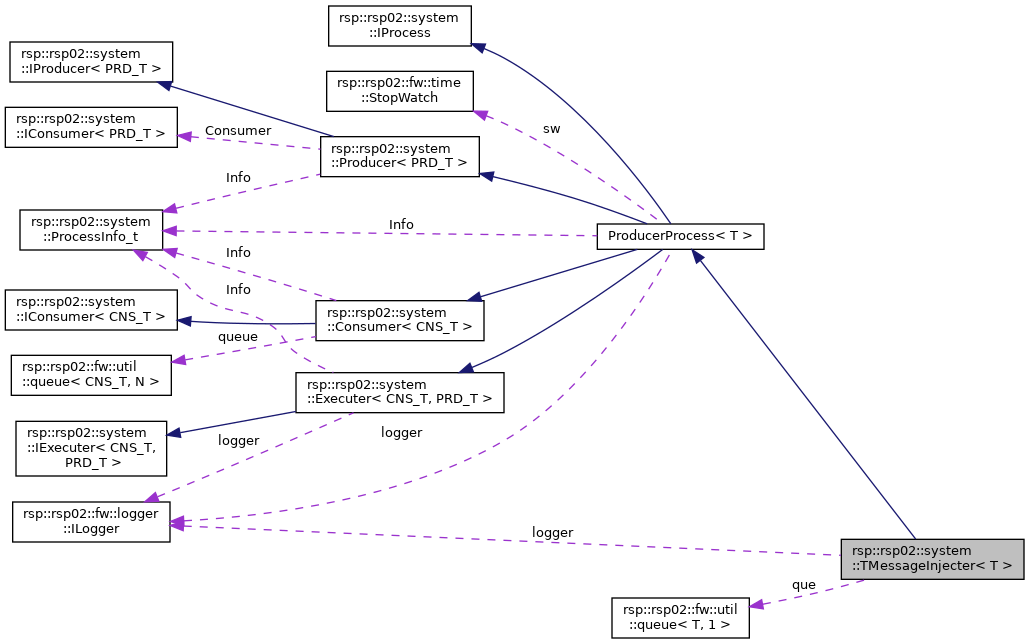 rsp::rsp02::system
::IProcess
rsp::rsp02::system
::IProducer< PRD_T >
rsp::rsp02::fw::time
::StopWatch
rsp::rsp02::system
::IConsumer< PRD_T >
Consumer
sw
rsp::rsp02::system
::Producer< PRD_T >
Info
rsp::rsp02::system
::ProcessInfo_t
Info
ProducerProcess< T >
Info
Info
rsp::rsp02::system
::IConsumer< CNS_T >
rsp::rsp02::system
::Consumer< CNS_T >
queue
rsp::rsp02::fw::util
::queue< CNS_T, N >
rsp::rsp02::system
::Executer< CNS_T, PRD_T >
rsp::rsp02::system
::IExecuter< CNS_T,
PRD_T >
logger
logger
rsp::rsp02::fw::logger
::ILogger
logger
rsp::rsp02::system
::TMessageInjecter< T >
que
rsp::rsp02::fw::util
::queue< T, 1 >